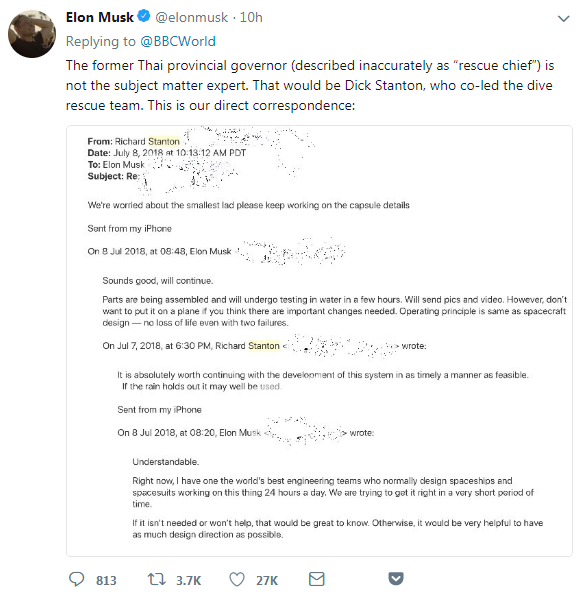 Elon Musk @elonmusk · 10h
Replying to @BBCWorld
The former Thai provincial governor (described inaccurately as “rescue chief”) is
not the subject matter expert. That would be Dick Stanton, who co-led the dive
rescue team. This is our direct correspondence:
From: Richard Stanton
Date: July 8, 2018 at 10:13:12 AM PDT
To: Elon Musk
Subject: Re:
We're worried about the smallest lad please keep working on the capsule details
Sent from my iPhone
On 8 Jul 2018, at 08:48, Elon Musk <
Sounds good, will continue.
Parts are being assembled and will undergo testing in water in a few hours. Will send pics and video. However, don't
want to put it on a plane if you think there are important changes needed. Operating principle is same as spacecraft
design — no loss of life even with two failures.
On Jul 7, 2018, at 6:30 PM, Richard Stanton < > wrote:
It is absolutely worth continuing with the development of this system in as timely a manner as feasible.
If the rain holds out it may well be used.
Sent from my iPhone
On 8 Jul 2018, at 08:20, Elon Musk < > wrote:
Understandable.
Right now, I have one the world's best engineering teams who normally design spaceships and
spacesuits working on this thing 24 hours a day. We are trying to get it right in a very short period of
time.
If it isn't needed or won't help, that would be great to know. Otherwise, it would be very helpful to have
as much design direction as possible.
813 3.7K 27K